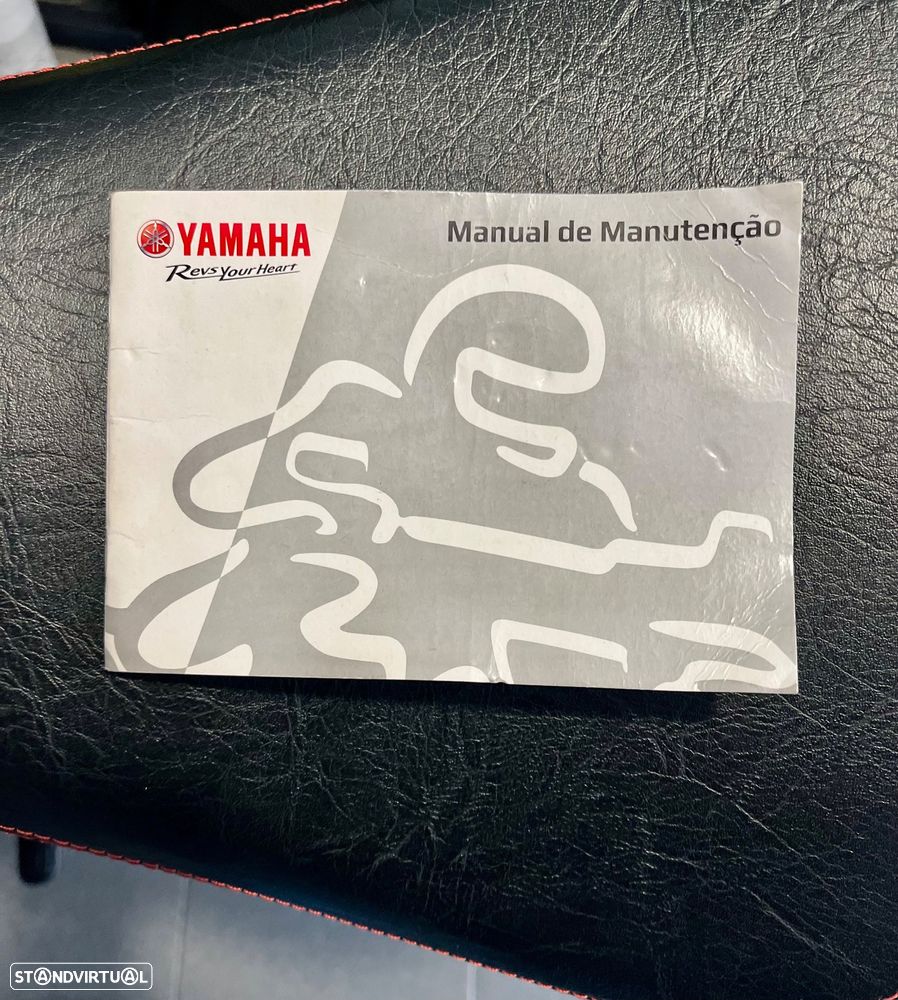 YAMAHA
Revs Your Heart
Manual de Manutenção
STANDVIRTUAL